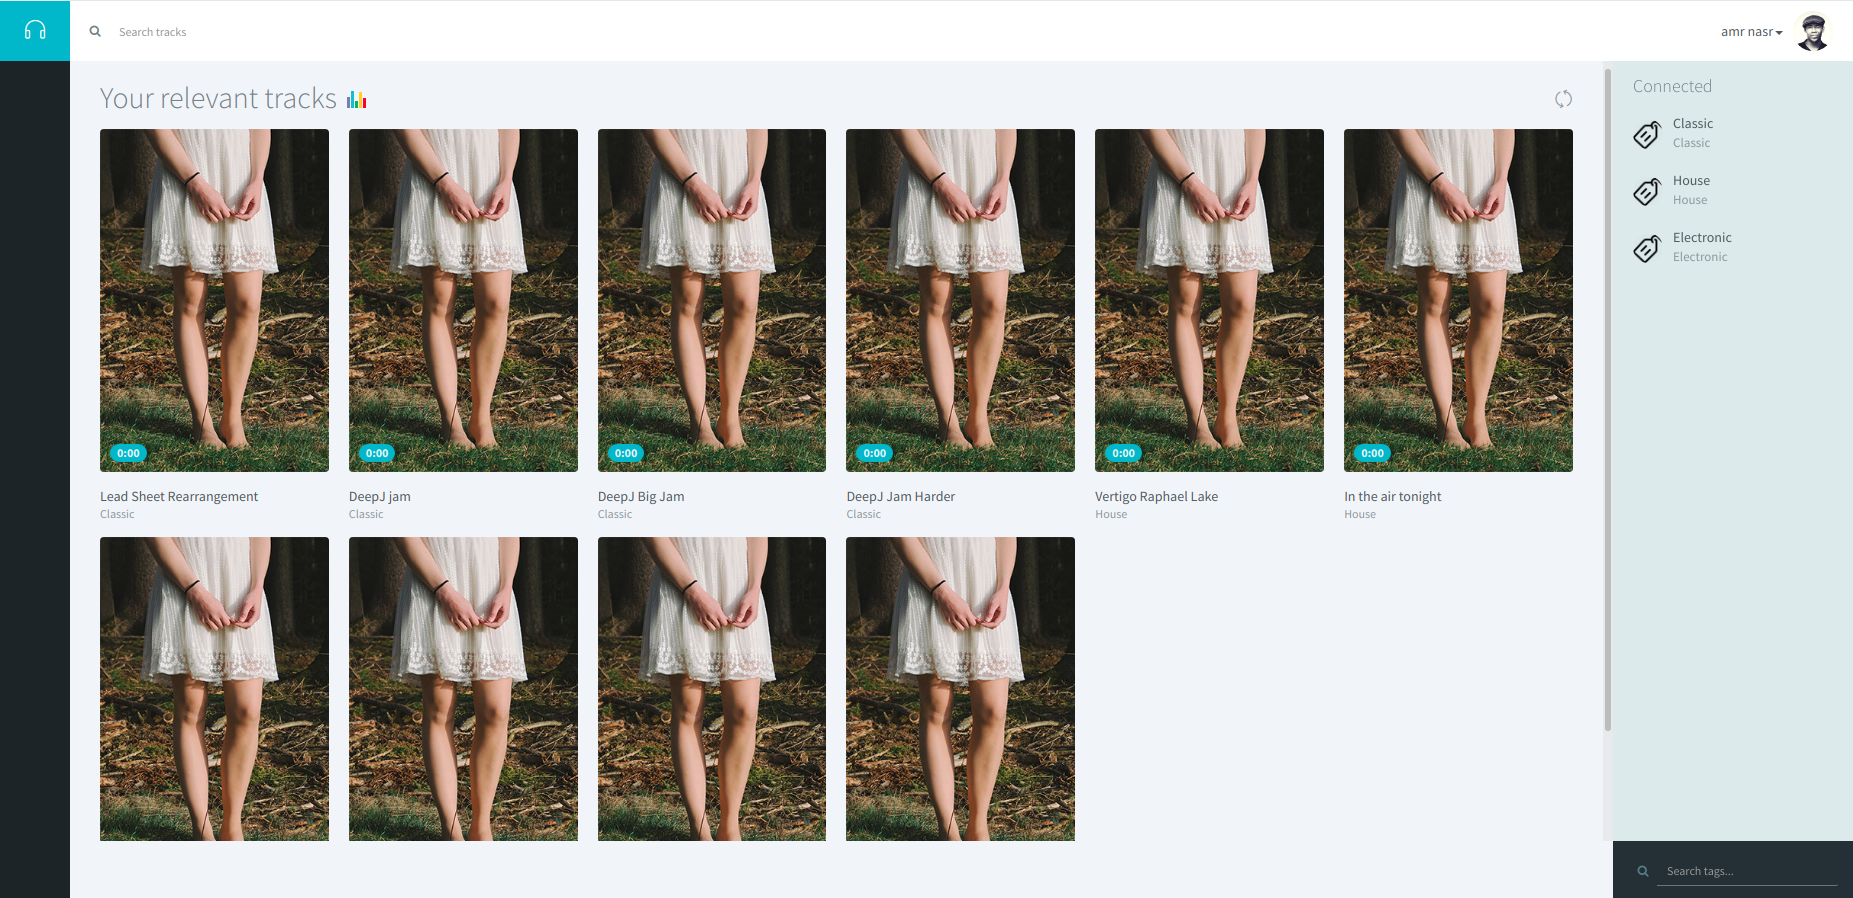 Search tracks
amr nasr
Your relevant tracks
0:00
0:00
0:00
0:00
0:00
0:00
Lead Sheet Rearrangement
Classic
DeepJ jam
Classic
DeepJ Big Jam
Classic
DeepJ Jam Harder
Classic
Vertigo Raphael Lake
House
In the air tonight
House
Connected
Classic
Classic
House
House
Electronic
Electronic
Search tags...